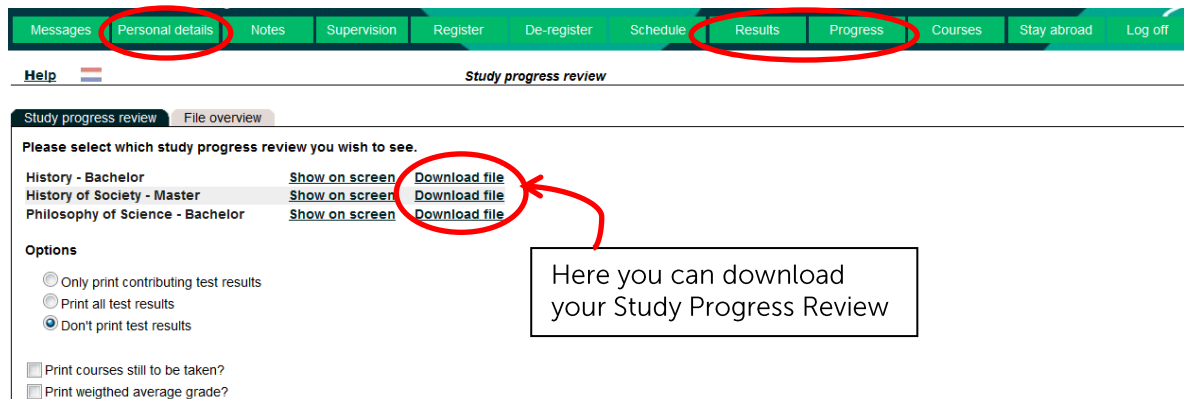 Messages Personal details Notes Supervision Register De-register Schedule Results Progress Courses Stay abroad Log off
Help Study progress review
Study progress review File overview
Please select which study progress review you wish to see.
History - Bachelor Show on screen Download file
History of Society - Master Show on screen Download file
Philosophy of Science - Bachelor Show on screen Download file
Options
Only print contributing test results
Print all test results
Don't print test results
Here you can download
your Study Progress Review
Print courses still to be taken?
Print weigthed average grade?